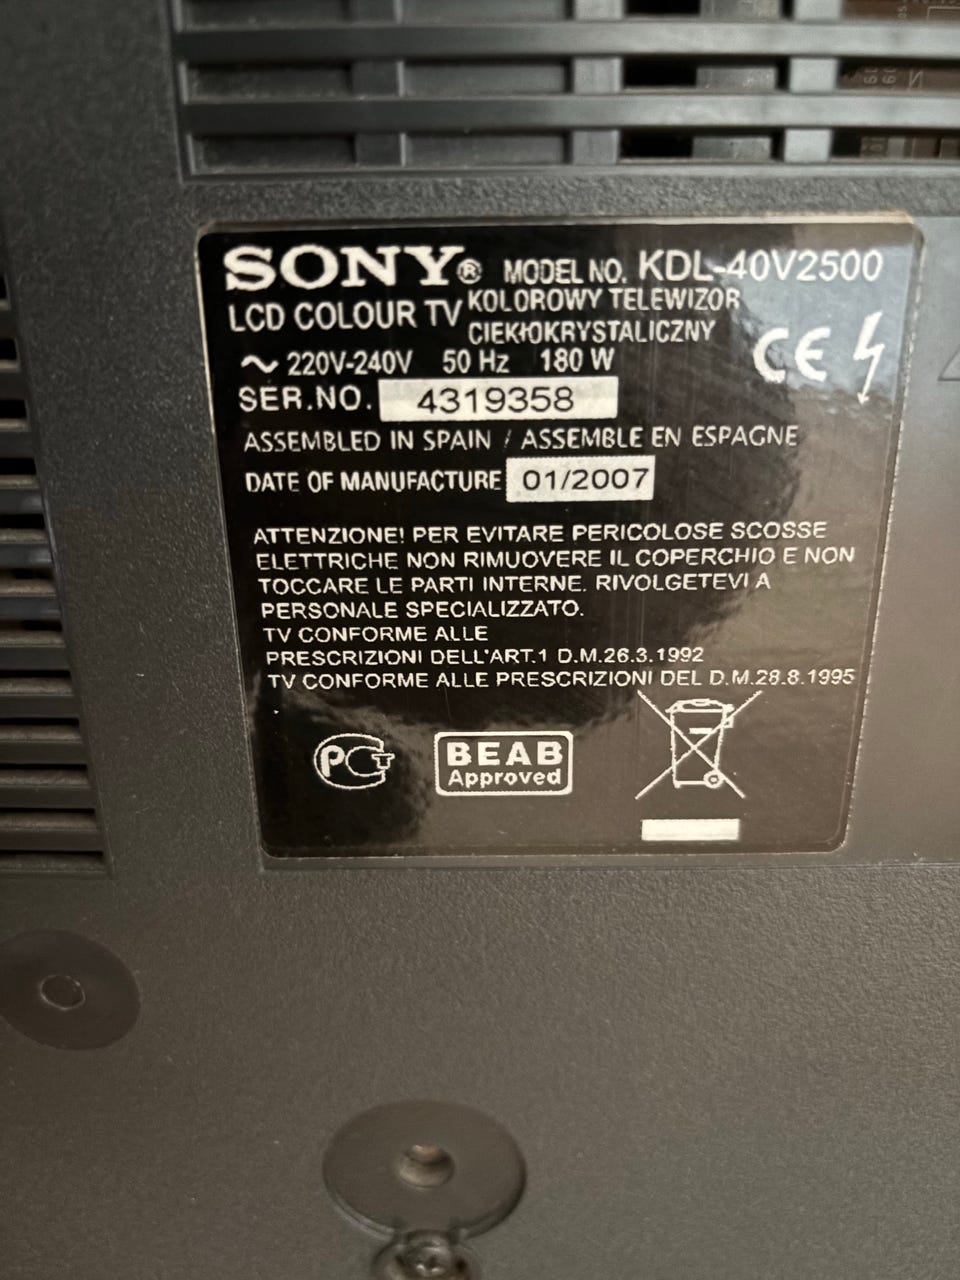 SONY® MODEL NO. KDL-40V2500
LCD COLOUR TV KOLOROWY TELEWIZOR
CIEKŁOKRYSTALICZNY
~ 220V-240V 50 Hz 180 W
CE
SER.NO. 4319358
ASSEMBLED IN SPAIN / ASSEMBLE EN ESPAGNE
DATE OF MANUFACTURE 01/2007
ATTENZIONE! PER EVITARE PERICOLOSE SCOSSE
ELETTRICHE NON RIMUOVERE IL COPERCHIO E NON
TOCCARE LE PARTI INTERNE. RIVOLGETEVI A
PERSONALE SPECIALIZZATO.
TV CONFORME ALLE
PRESCRIZIONI DELL'ART.1 D.M.26.3.1992
TV CONFORME ALLE PRESCRIZIONI DEL D.M.28.8.1995
BEAB
Approved